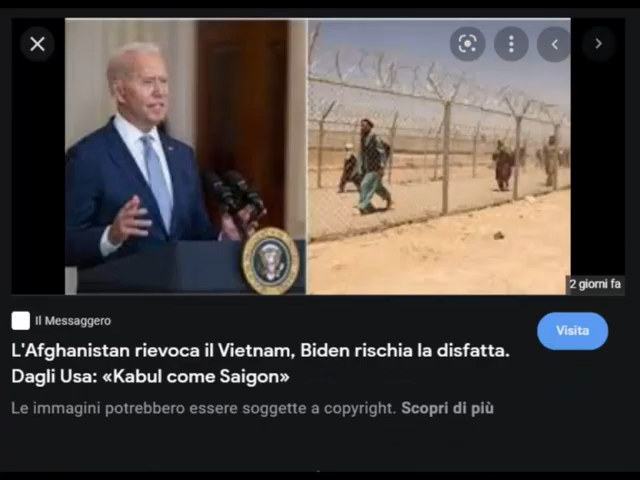 2 giorni fa
Il Messaggero
L'Afghanistan rievoca il Vietnam, Biden rischia la disfatta.
Dagli Usa: «Kabul come Saigon»
Visita
Le immagini potrebbero essere soggette a copyright. Scopri di più